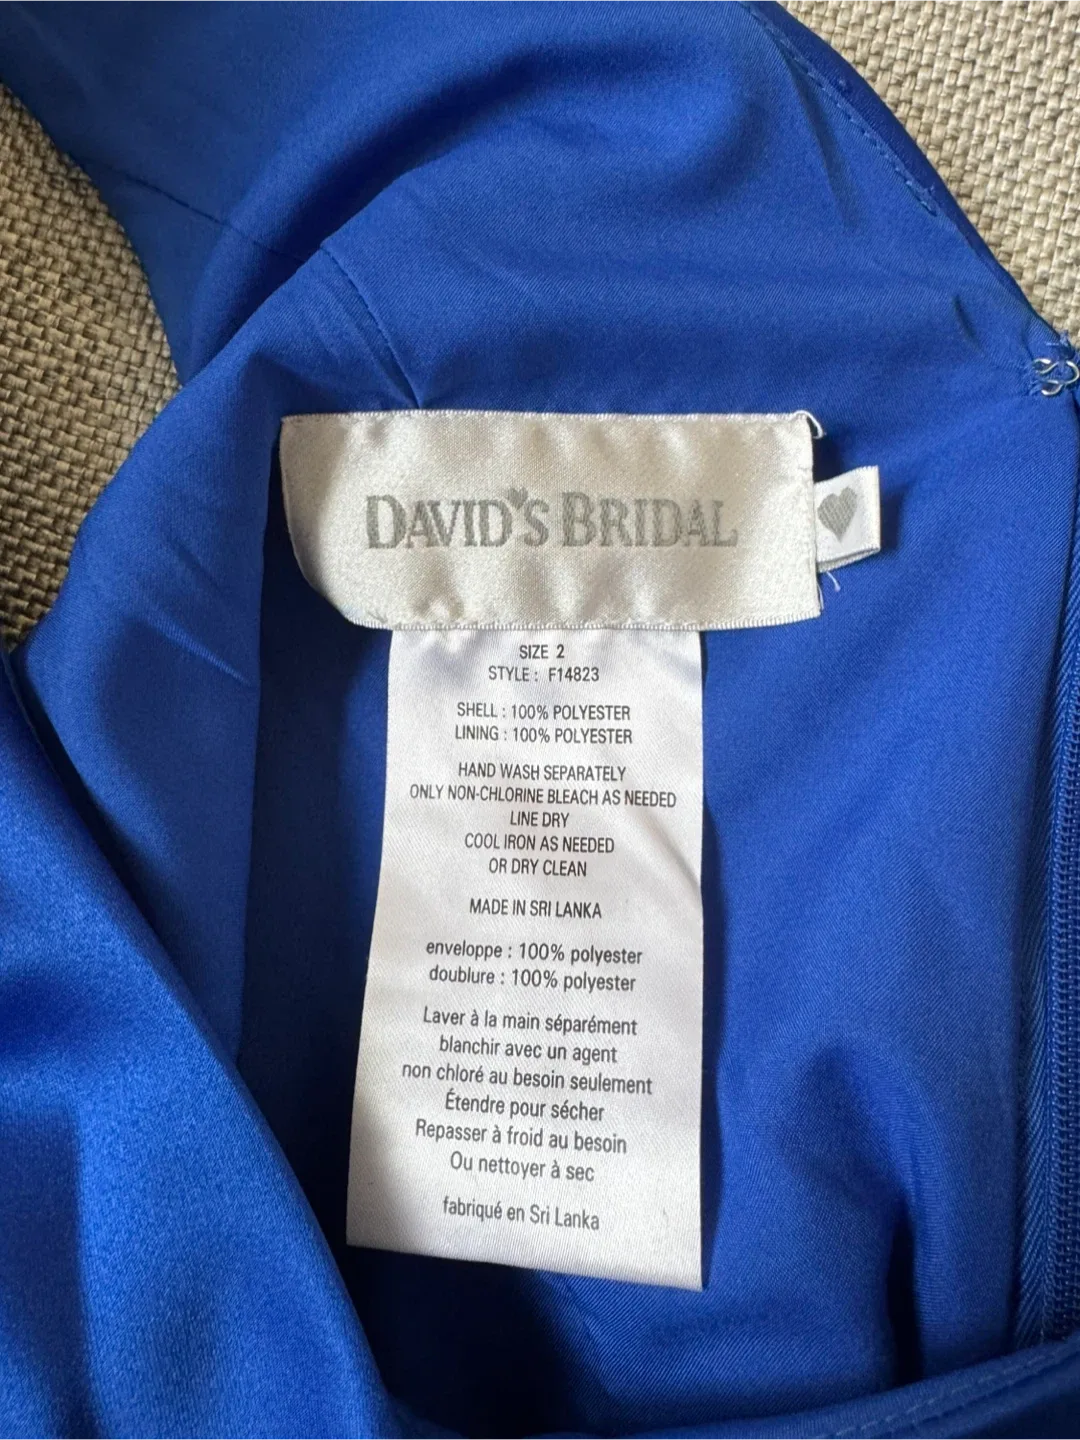 DAVID'S BRIDAL
SIZE 2
STYLE : F14823
SHELL : 100% POLYESTER
LINING : 100% POLYESTER
HAND WASH SEPARATELY
ONLY NON-CHLORINE BLEACH AS NEEDED
LINE DRY
COOL IRON AS NEEDED
OR DRY CLEAN
MADE IN SRI LANKA
enveloppe : 100% polyester
doublure : 100% polyester
Laver à la main séparément
blanchir avec un agent
non chloré au besoin seulement
Étendre pour sécher
Repasser à froid au besoin
Ou nettoyer à sec
fabriqué en Sri Lanka